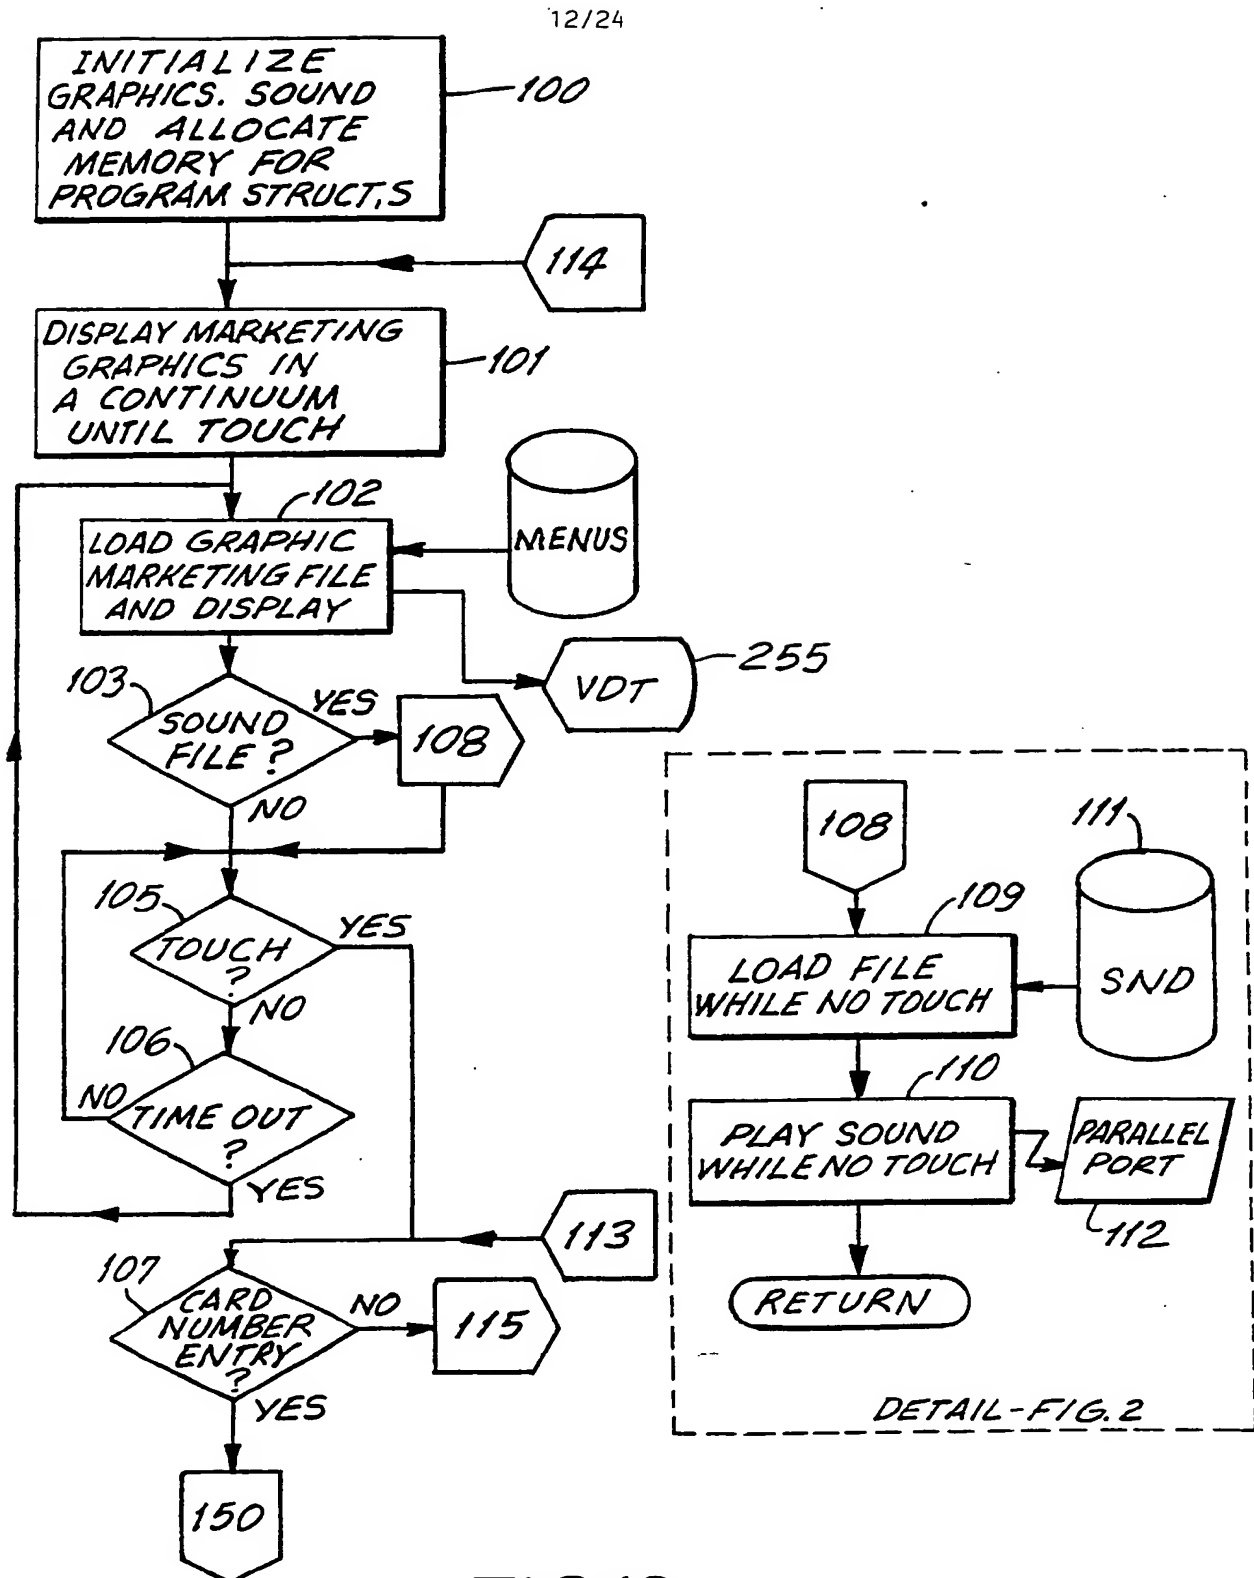 12/24
INITIALIZE
GRAPHICS. SOUND
AND ALLOCATE
MEMORY FOR
PROGRAM STRUCT,S
100
114
DISPLAY MARKETING
GRAPHICS IN
A CONTINUUM
UNTIL TOUCH
101
102
LOAD GRAPHIC
MARKETING FILE
AND DISPLAY
MENUS
VDT
255
103
SOUND
FILE ?
YES
108
NO
105
TOUCH
?
YES
NO
106
TIME OUT
?
NO
YES
113
107
CARD
NUMBER
ENTRY
?
NO
115
YES
150
108
111
109
LOAD FILE
WHILE NO TOUCH
SND
110
PLAY SOUND
WHILE NO TOUCH
PARALLEL
PORT
112
RETURN
DETAIL-FIG.2